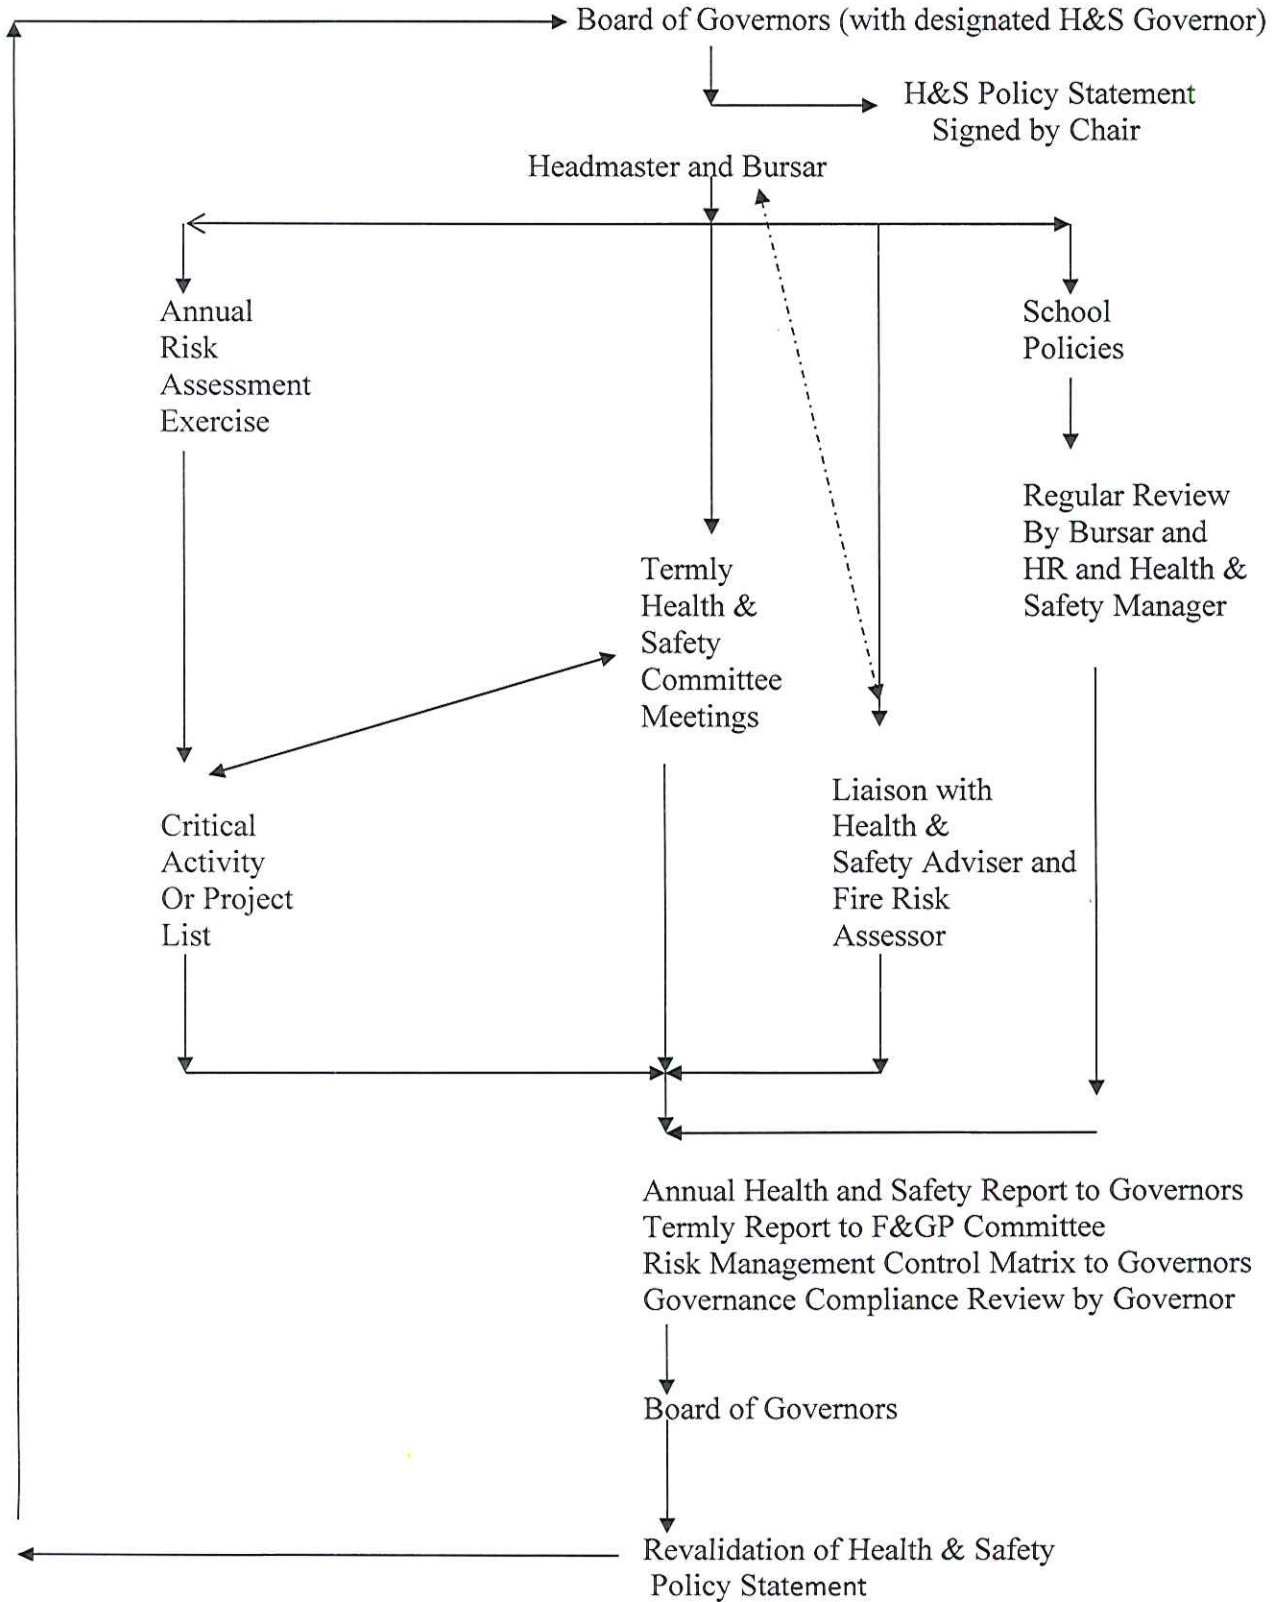 Board of Governors (with designated H&S Governor)
H&S Policy Statement
Signed by Chair
Headmaster and Bursar
Annual
Risk
Assessment
Exercise
School
Policies
Regular Review
By Bursar and
HR and Health &
Safety Manager
Termly
Health &
Safety
Committee
Meetings
Liaison with
Health &
Safety Adviser and
Fire Risk
Assessor
Critical
Activity
Or Project
List
Annual Health and Safety Report to Governors
Termly Report to F&GP Committee
Risk Management Control Matrix to Governors
Governance Compliance Review by Governor
Board of Governors
Revalidation of Health & Safety
Policy Statement